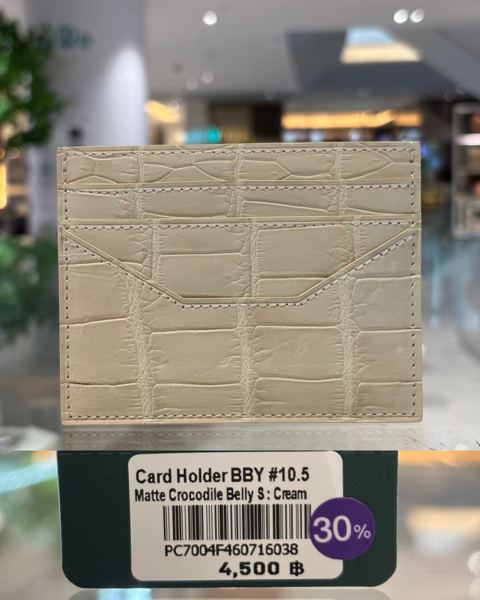 Card Holder BBY #10.5
Matte Crocodile Belly S : Cream
30%
PC7004F460716038
4,500 ฿